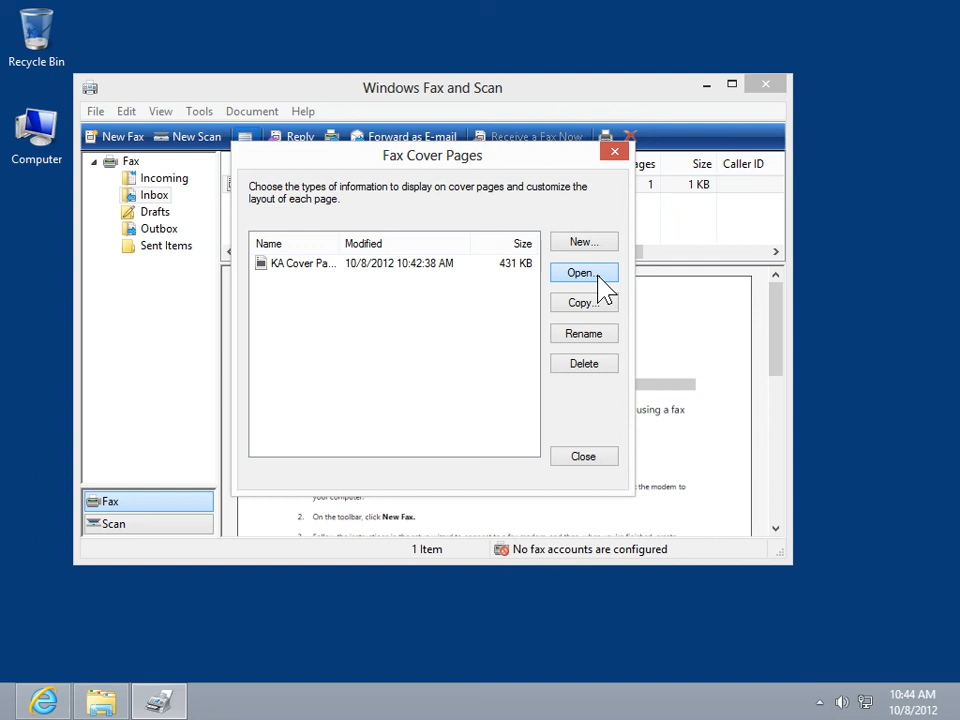 Recycle Bin
Computer
Windows Fax and Scan
File Edit View Tools Document Help
New Fax New Scan Reply Forward as E-mail Receive a Fax Now
Fax
Incoming
Inbox
Drafts
Outbox
Sent Items
Fax
Scan
ages Size Caller ID
1 1 KB
Fax Cover Pages
Choose the types of information to display on cover pages and customize the
layout of each page.
Name Modified Size
KA Cover Pa... 10/8/2012 10:42:38 AM 431 KB
New...
Open...
Copy...
Rename
Delete
Close
using a fax
the modem to
your computer.
2. On the toolbar, click New Fax.
1 Item No fax accounts are configured
10:44 AM
10/8/2012